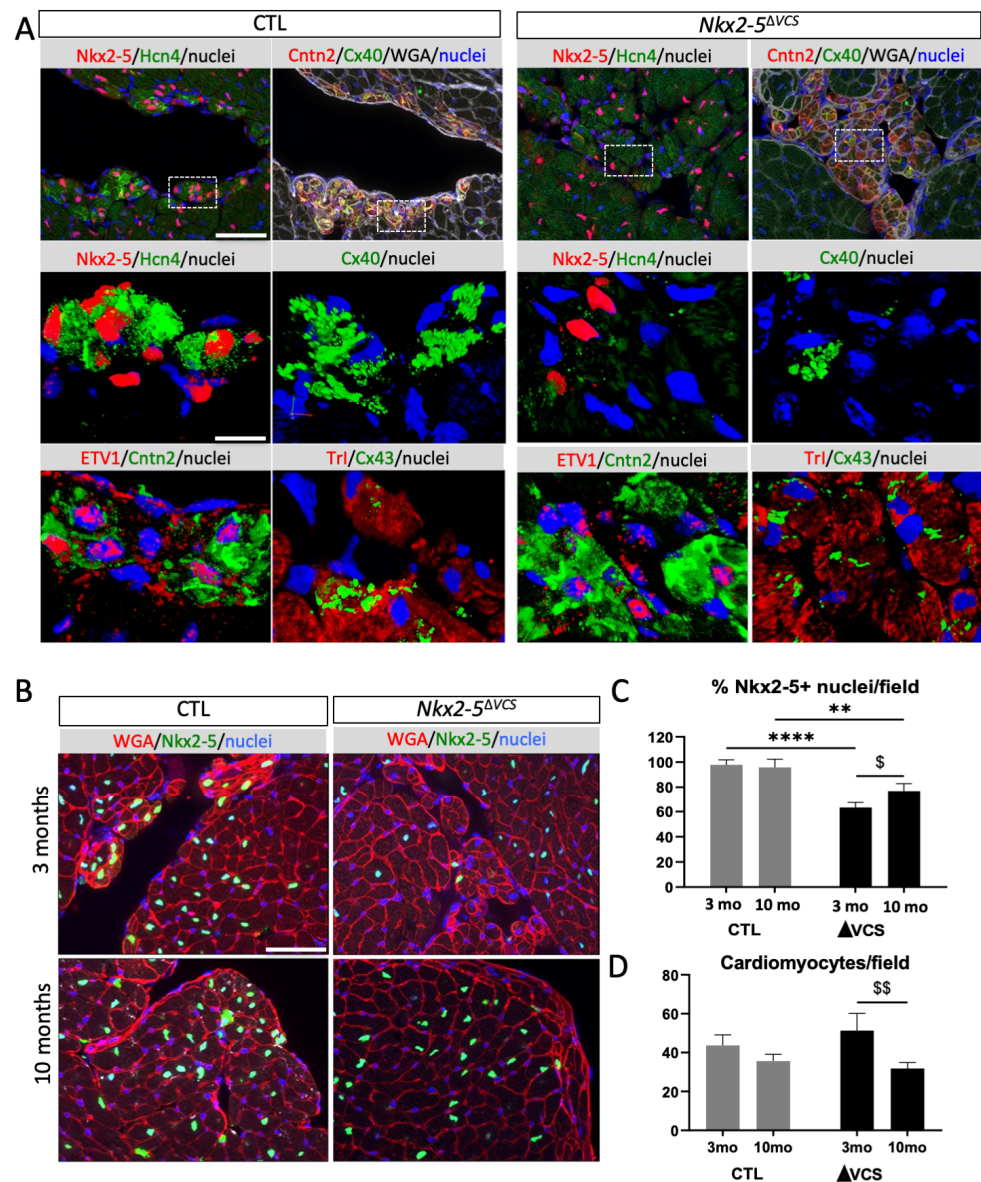 A
CTL
Nkx2-5ΔVCS
Nkx2-5/Hcn4/nuclei
Cntn2/Cx40/WGA/nuclei
Nkx2-5/Hcn4/nuclei
Cntn2/Cx40/WGA/nuclei
Nkx2-5/Hcn4/nuclei
Cx40/nuclei
Nkx2-5/Hcn4/nuclei
Cx40/nuclei
ETV1/Cntn2/nuclei
Trl/Cx43/nuclei
ETV1/Cntn2/nuclei
Trl/Cx43/nuclei
B
CTL
Nkx2-5ΔVCS
WGA/Nkx2-5/nuclei
WGA/Nkx2-5/nuclei
3 months
10 months
C
% Nkx2-5+ nuclei/field
**
****
$
120
100
80
60
40
20
0
3 mo
10 mo
3 mo
10 mo
CTL
▲VCS
D
Cardiomyocytes/field
$$
60
40
20
0
3mo
10mo
3mo
10mo
CTL
▲VCS